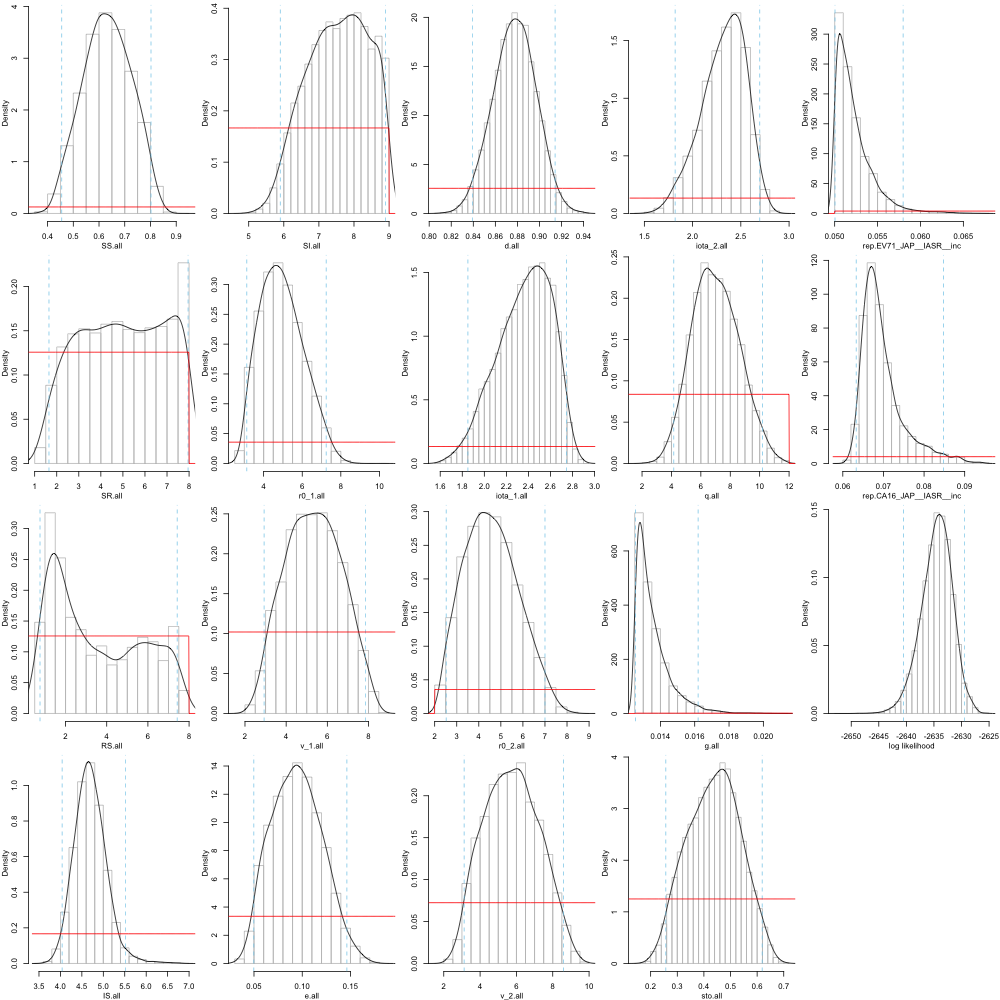 Density
0 1 2 3 4
0.4 0.5 0.6 0.7 0.8 0.9
SS.all
Density
0.0 0.1 0.2 0.3 0.4
5 6 7 8 9
SI.all
Density
0 5 10 15 20
0.80 0.82 0.84 0.86 0.88 0.90 0.92 0.94
d.all
Density
0.0 0.5 1.0 1.5
1.5 2.0 2.5 3.0
iota_2.all
Density
0 50 100 150 200 250 300
0.050 0.055 0.060 0.065
rep.EV71_JAP__IASR__inc
Density
0.00 0.05 0.10 0.15 0.20
1 2 3 4 5 6 7 8
SR.all
Density
0.00 0.05 0.10 0.15 0.20 0.25 0.30
4 6 8 10
r0_1.all
Density
0.0 0.5 1.0 1.5
1.6 1.8 2.0 2.2 2.4 2.6 2.8 3.0
iota_1.all
Density
0.00 0.05 0.10 0.15 0.20 0.25
2 4 6 8 10 12
q.all
Density
0 20 40 60 80 100 120
0.06 0.07 0.08 0.09
rep.CA16_JAP__IASR__inc
Density
0.00 0.05 0.10 0.15 0.20 0.25 0.30
2 4 6 8
RS.all
Density
0.00 0.05 0.10 0.15 0.20 0.25
2 4 6 8
v_1.all
Density
0.00 0.05 0.10 0.15 0.20 0.25 0.30
2 3 4 5 6 7 8 9
r0_2.all
Density
0 200 400 600
0.014 0.016 0.018 0.020
g.all
Density
0.00 0.05 0.10 0.15
-2650 -2640 -2635 -2630 -2625
log likelihood
Density
0.0 0.2 0.4 0.6 0.8 1.0
3.5 4.0 4.5 5.0 5.5 6.0 6.5 7.0
IS.all
Density
0 2 4 6 8 10 12 14
0.05 0.10 0.15
e.all
Density
0.00 0.05 0.10 0.15 0.20
2 4 6 8 10
v_2.all
Density
0 1 2 3 4
0.2 0.3 0.4 0.5 0.6 0.7
sto.all